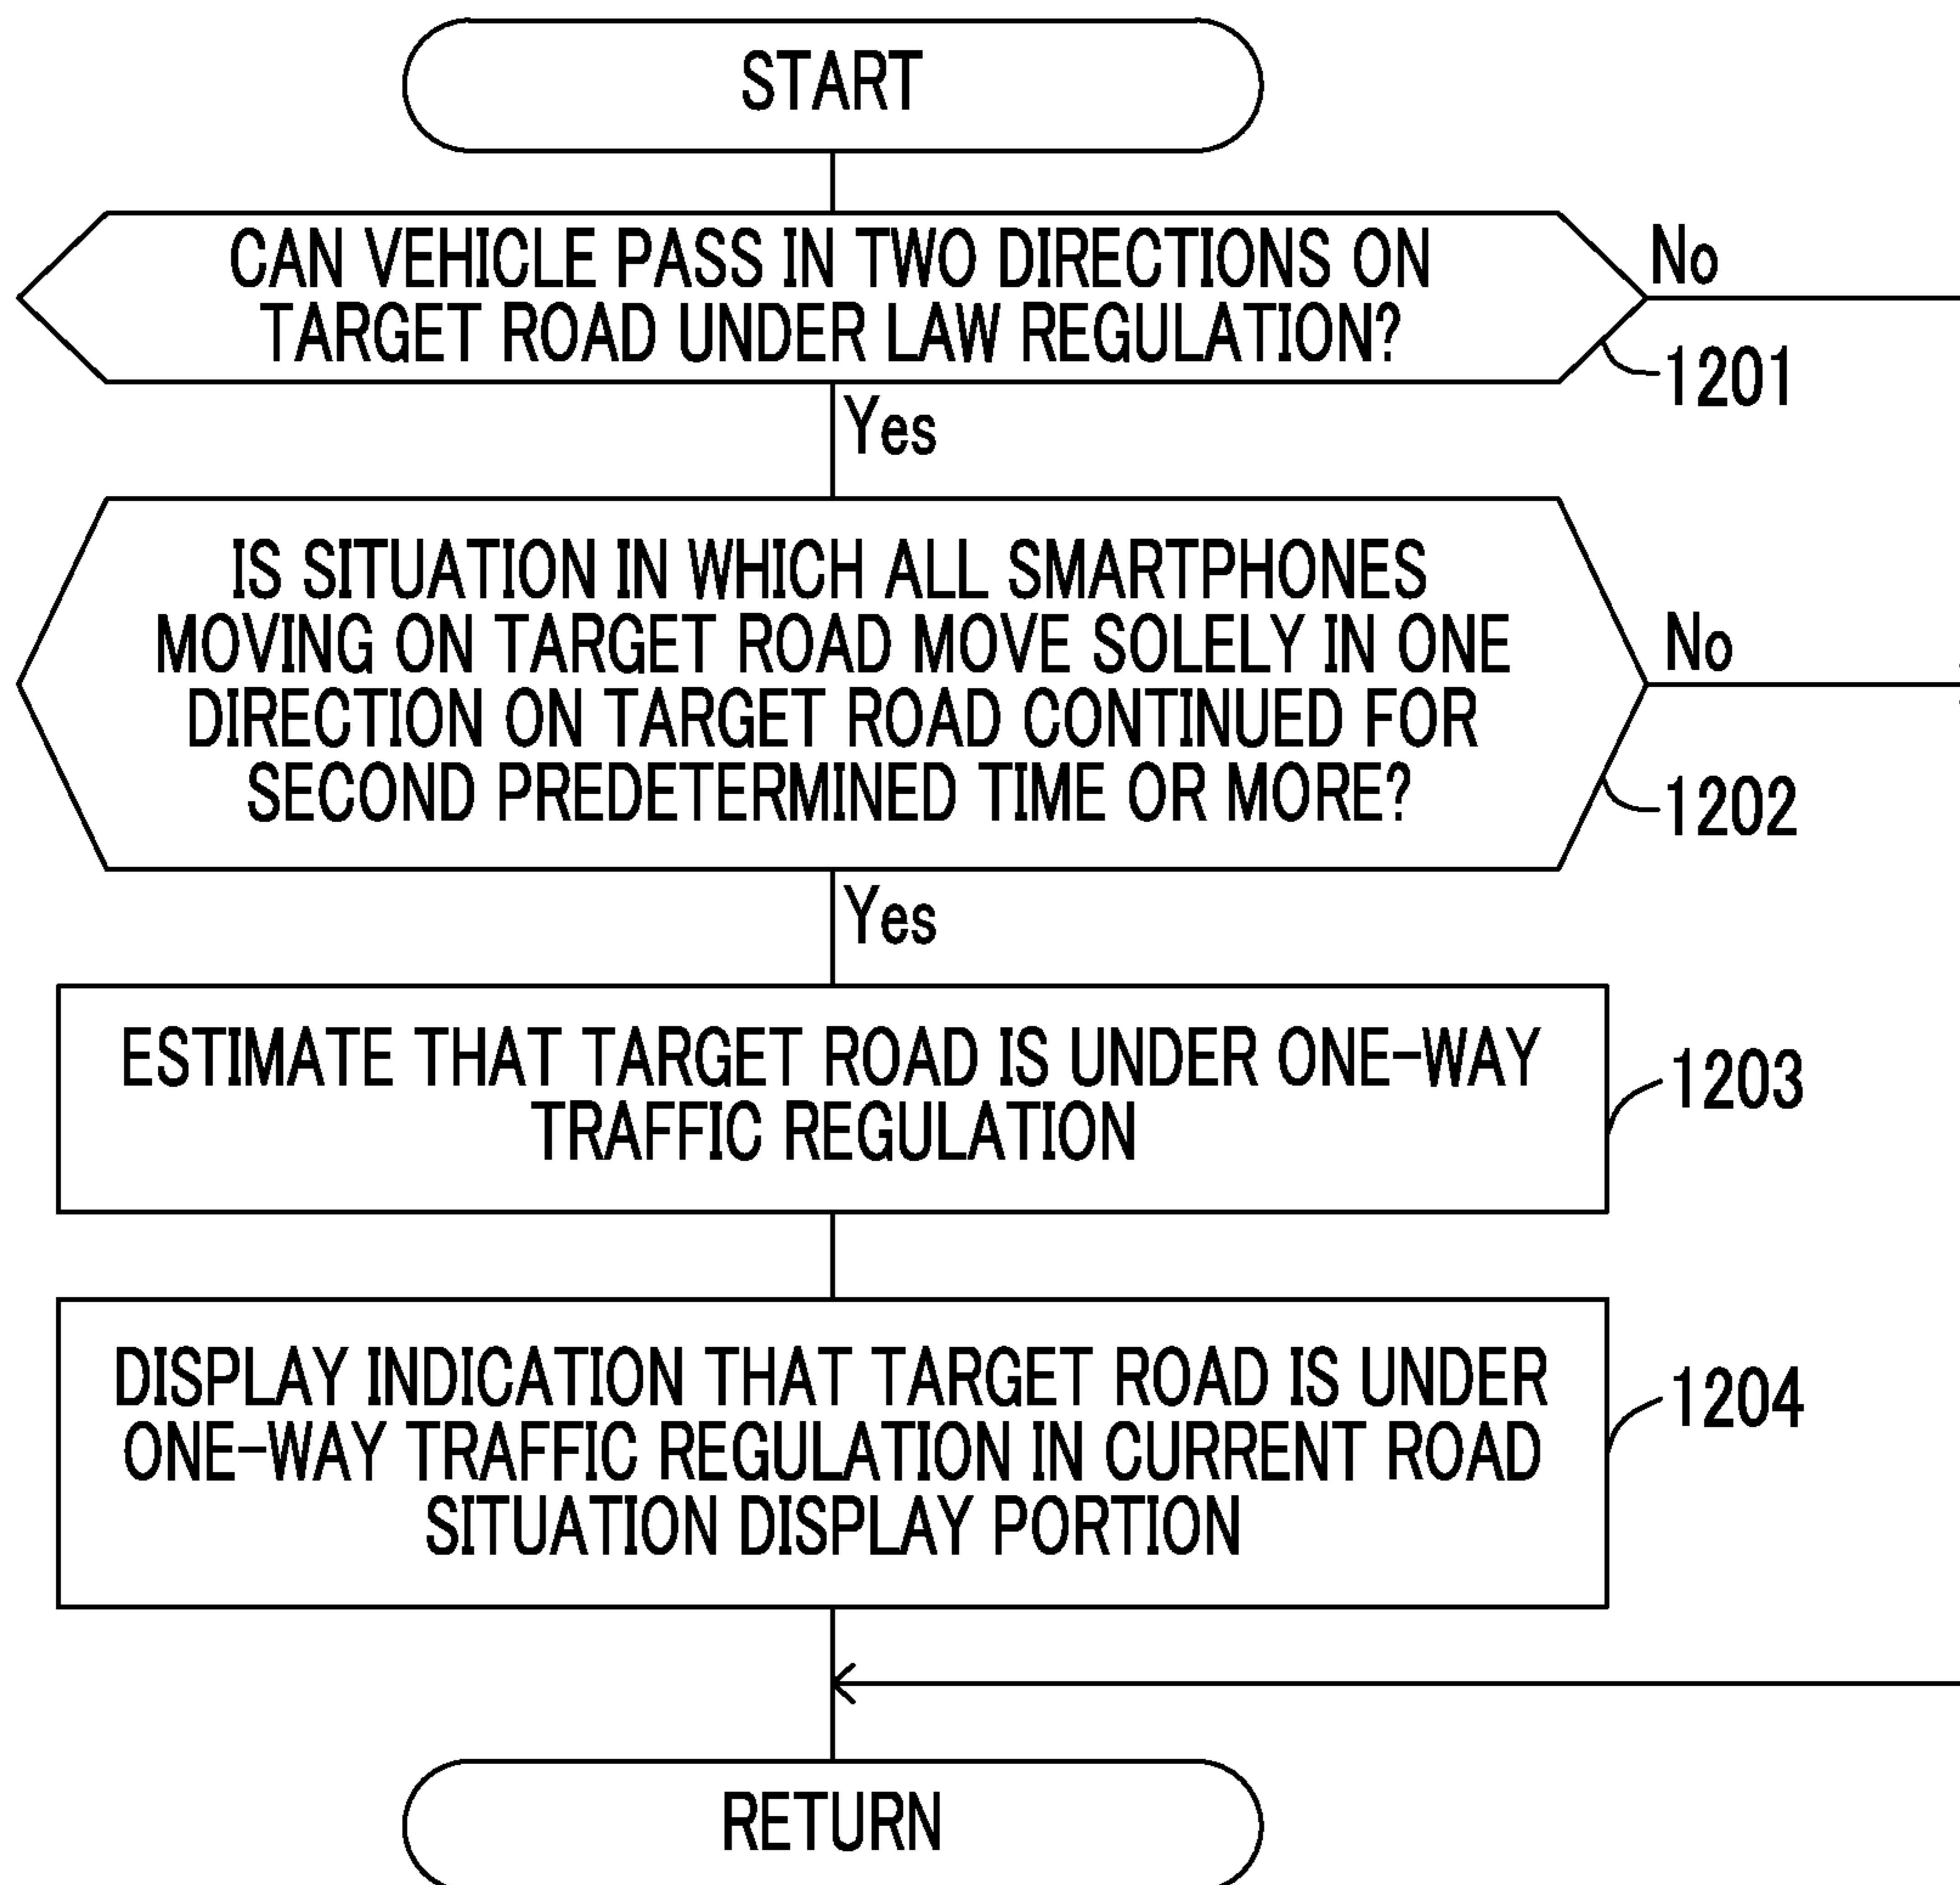 START
CAN VEHICLE PASS IN TWO DIRECTIONS ON
TARGET ROAD UNDER LAW REGULATION?
No
1201
Yes
IS SITUATION IN WHICH ALL SMARTPHONES
MOVING ON TARGET ROAD MOVE SOLELY IN ONE
DIRECTION ON TARGET ROAD CONTINUED FOR
SECOND PREDETERMINED TIME OR MORE?
No
1202
Yes
ESTIMATE THAT TARGET ROAD IS UNDER ONE-WAY
TRAFFIC REGULATION
1203
DISPLAY INDICATION THAT TARGET ROAD IS UNDER
ONE-WAY TRAFFIC REGULATION IN CURRENT ROAD
SITUATION DISPLAY PORTION
1204
RETURN